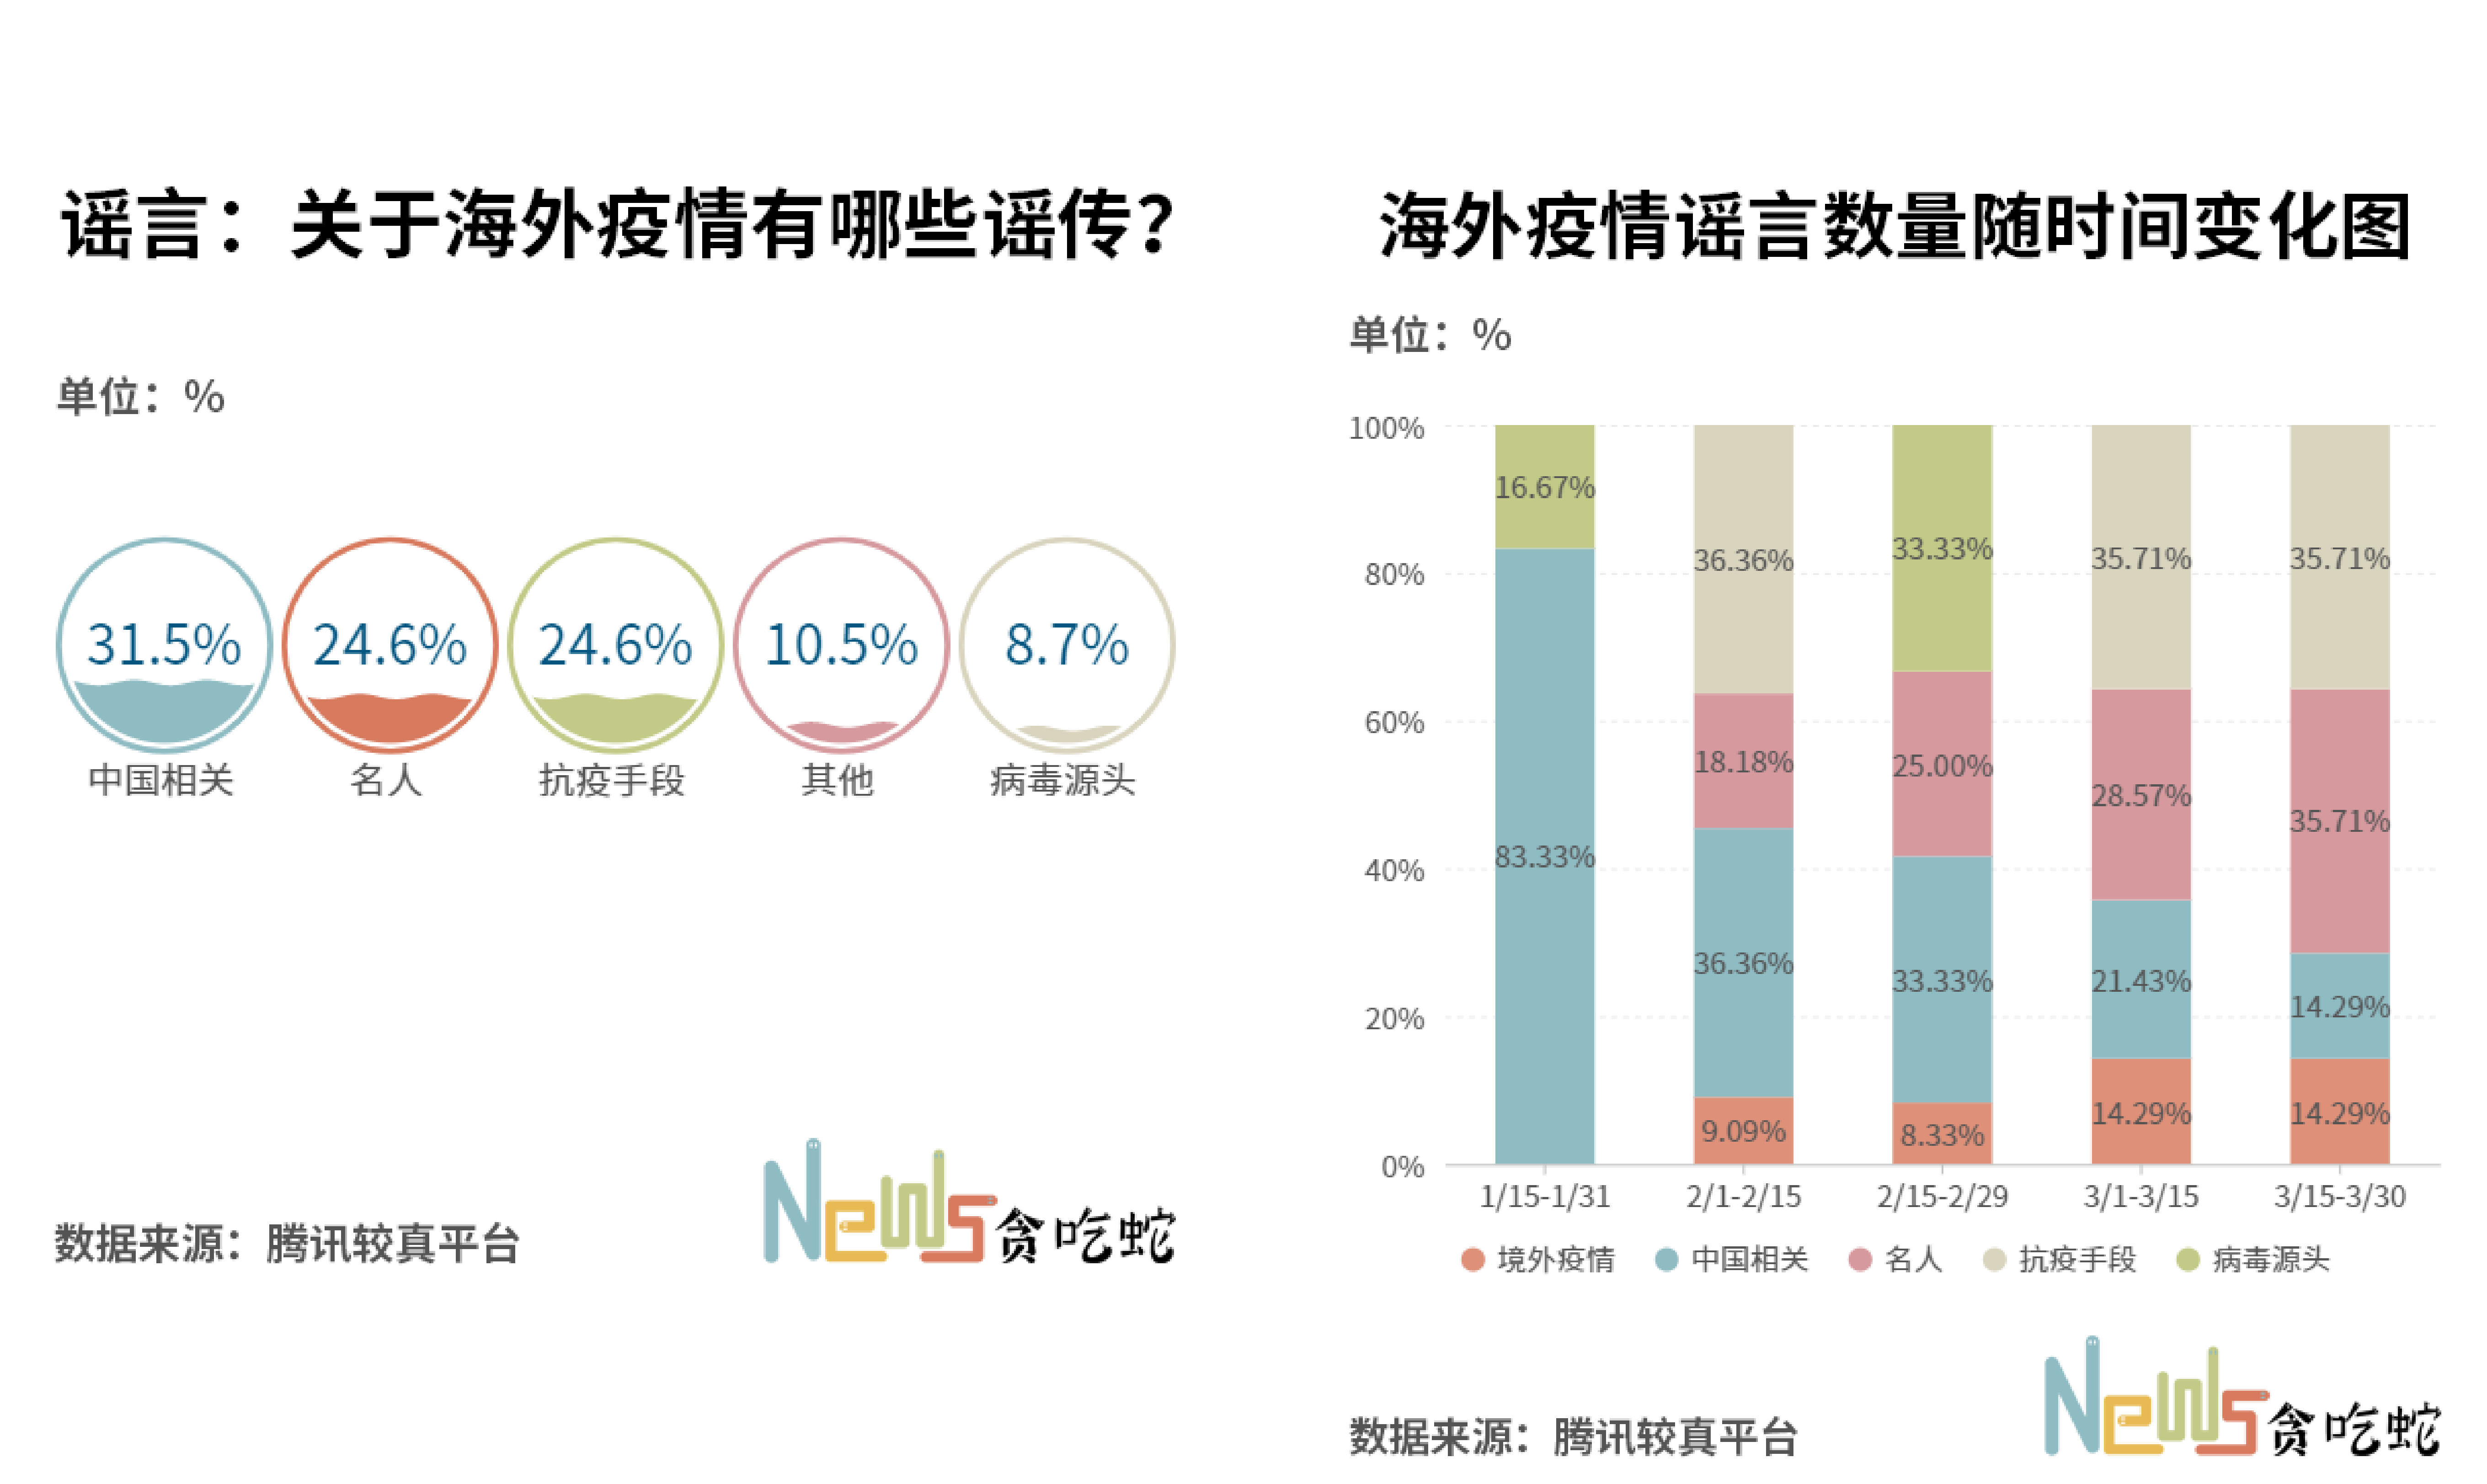 谣言：关于海外疫情有哪些谣传？
单位：%
31.5%
24.6%
24.6%
10.5%
8.7%
中国相关
名人
抗疫手段
其他
病毒源头
数据来源：腾讯较真平台
News贪吃蛇
海外疫情谣言数量随时间变化图
单位：%
100%
80%
60%
40%
20%
0%
16.67%
83.33%
36.36%
18.18%
36.36%
9.09%
33.33%
25.00%
33.33%
8.33%
35.71%
28.57%
21.43%
14.29%
35.71%
35.71%
14.29%
14.29%
1/15-1/31
2/1-2/15
2/15-2/29
3/1-3/15
3/15-3/30
境外疫情
中国相关
名人
抗疫手段
病毒源头
数据来源：腾讯较真平台
News贪吃蛇